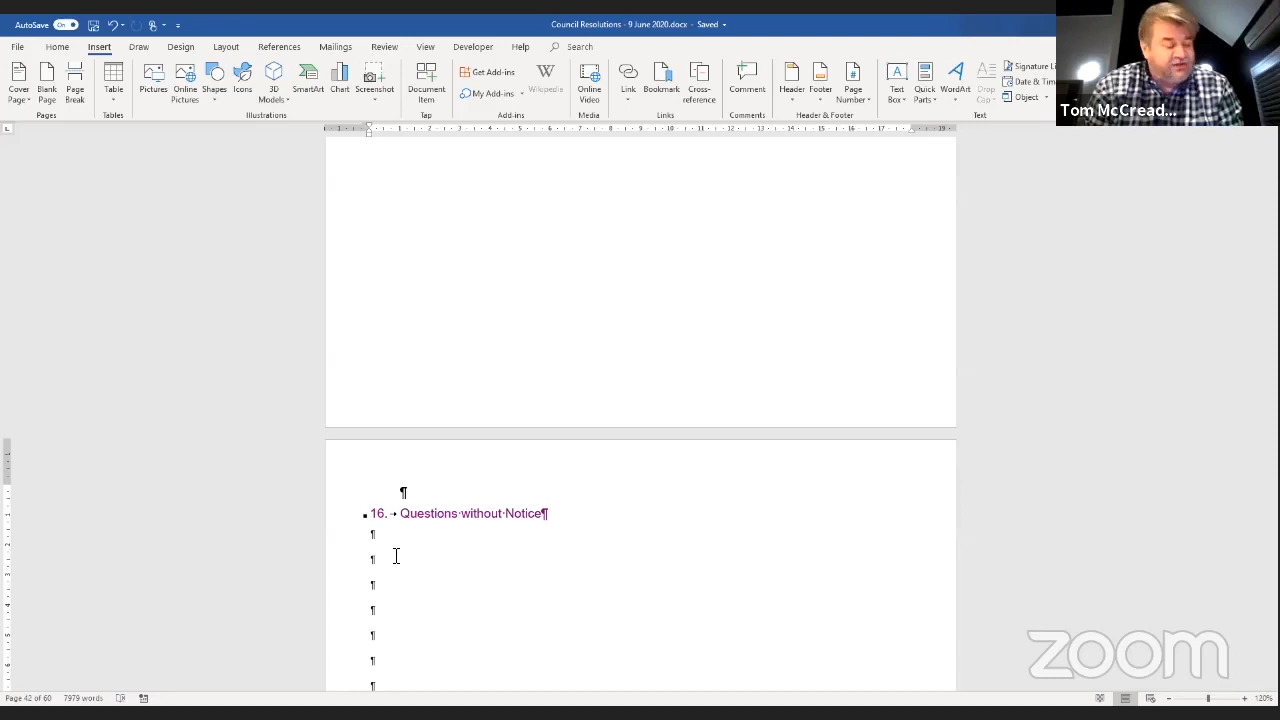 AutoSave On
Council Resolutions - 9 June 2020.docx - Saved
File Home Insert Draw Design Layout References Mailings Review View Developer Help Search
Cover Page
Blank Page
Page Break
Pages
Table
Tables
Pictures
Online Pictures
Shapes
Icons
3D Models
SmartArt
Chart
Screenshot
Illustrations
Document Item
Tap
Get Add-ins
My Add-ins
Wikipedia
Add-ins
Online Video
Media
Link
Bookmark
Cross-reference
Links
Comment
Comments
Header
Footer
Page Number
Header & Footer
Text Box
Quick Parts
WordArt
Drop Cap
Signature Li
Date & Tim
Object
Text
Tom McCread...
16. Questions without Notice¶
zoom
Page 42 of 60 7979 words
120%